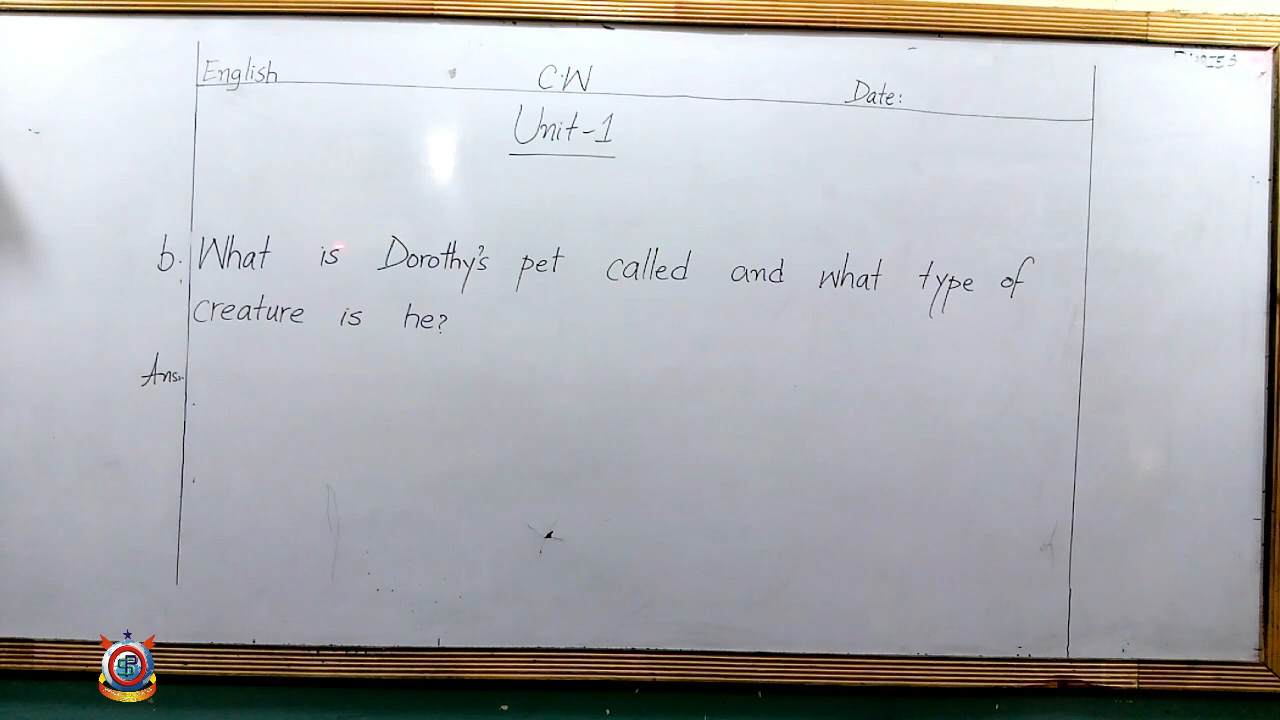 English C.W Date:
Unit-1
b. What is Dorothy's pet called and what type of
creature is he?
Ans: